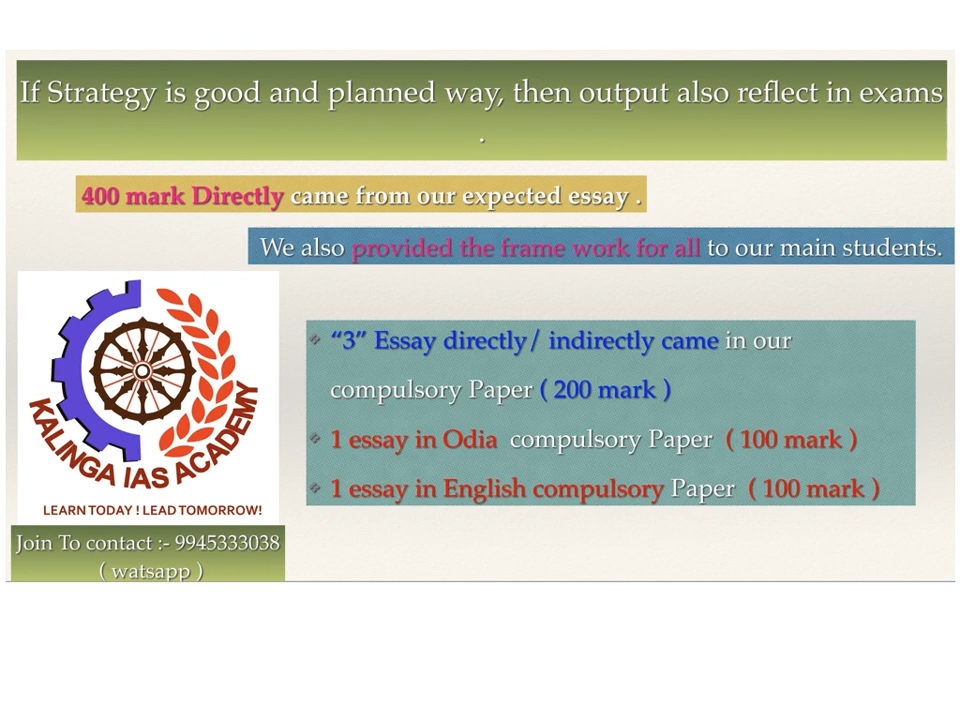 If Strategy is good and planned way, then output also reflect in exams
.
400 mark Directly came from our expected essay .
We also provided the frame work for all to our main students.
“3” Essay directly/ indirectly came in our
compulsory Paper ( 200 mark )
1 essay in Odia compulsory Paper ( 100 mark )
1 essay in English compulsory Paper ( 100 mark )
KALINGA IAS ACADEMY
LEARN TODAY ! LEAD TOMORROW!
Join To contact :- 9945333038
( watsapp )